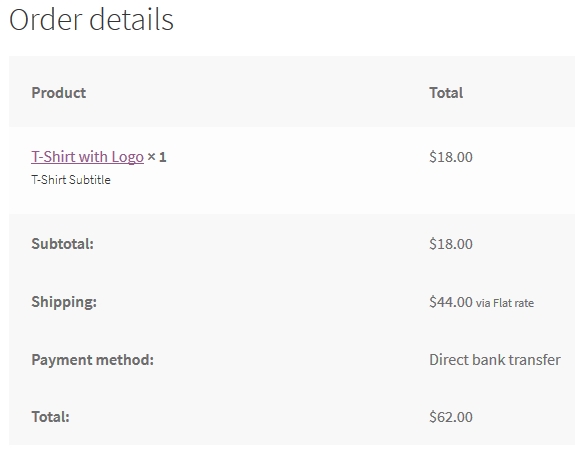 Order details
Product Total
T-Shirt with Logo × 1 $18.00
T-Shirt Subtitle
Subtotal: $18.00
Shipping: $44.00 via Flat rate
Payment method: Direct bank transfer
Total: $62.00